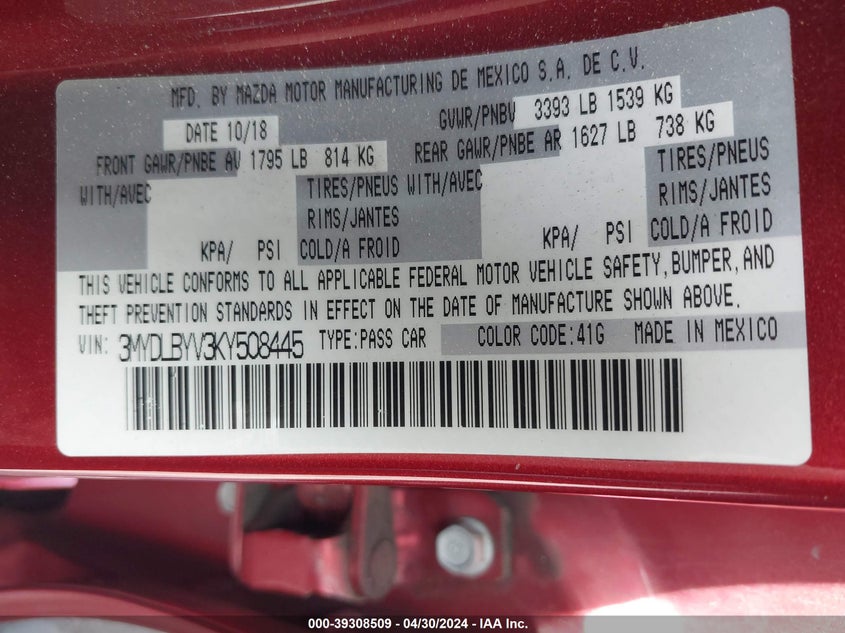 MFD. BY MAZDA MOTOR MANUFACTURING DE MEXICO S.A. DE C.V.
DATE 10/18 GVWR/PNBV 3393 LB 1539 KG
FRONT GAWR/PNBE AV 1795 LB 814 KG REAR GAWR/PNBE AR 1627 LB 738 KG
WITH/AVEC TIRES/PNEUS WITH/AVEC TIRES/PNEUS
RIMS/JANTES RIMS/JANTES
KPA/ PSI COLD/A FROID KPA/ PSI COLD/A FROID
THIS VEHICLE CONFORMS TO ALL APPLICABLE FEDERAL MOTOR VEHICLE SAFETY, BUMPER, AND
THEFT PREVENTION STANDARDS IN EFFECT ON THE DATE OF MANUFACTURE SHOWN ABOVE.
VIN: 3MYDLBYV3KY508445 TYPE:PASS CAR COLOR CODE:41G MADE IN MEXICO
000-39308509 - 04/30/2024 - IAA Inc.